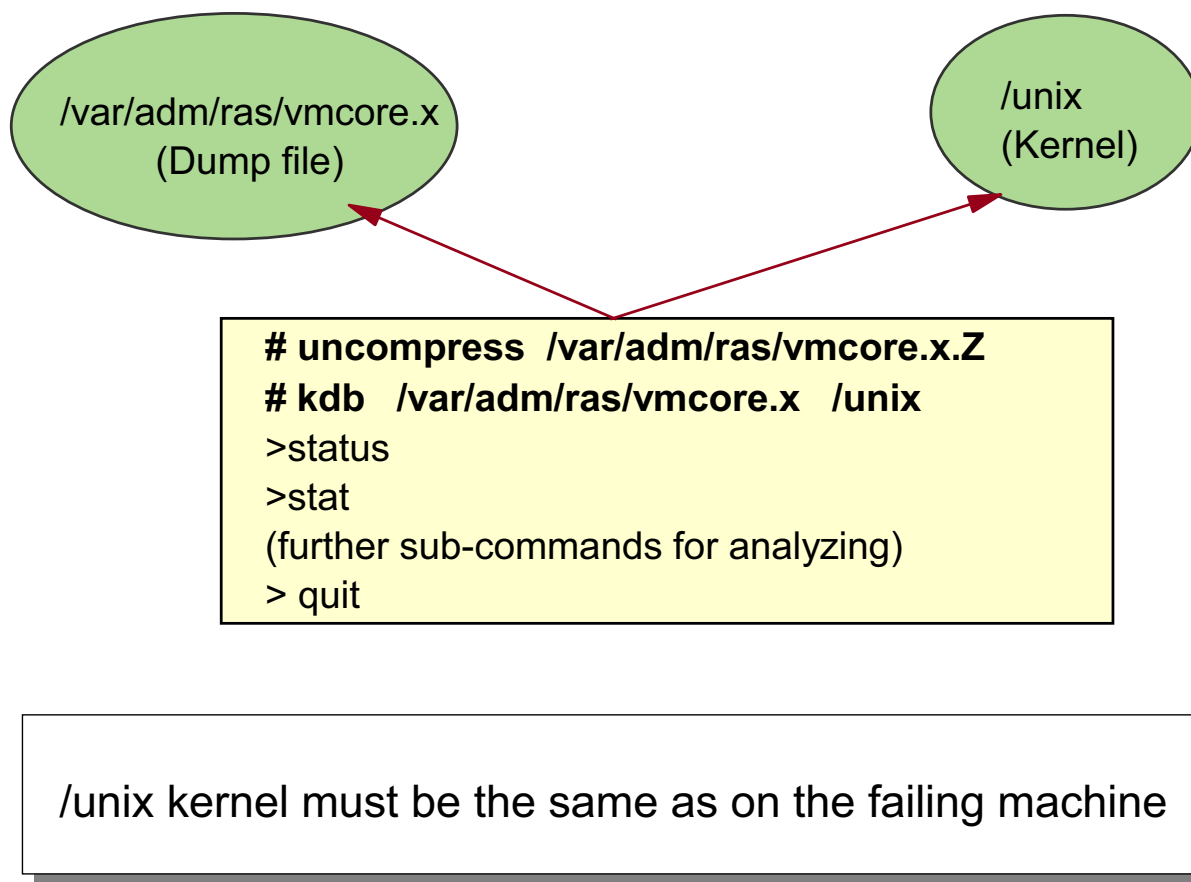 /var/adm/ras/vmcore.x
(Dump file)
/unix
(Kernel)
# uncompress /var/adm/ras/vmcore.x.Z
# kdb /var/adm/ras/vmcore.x /unix
>status
>stat
(further sub-commands for analyzing)
> quit
/unix kernel must be the same as on the failing machine